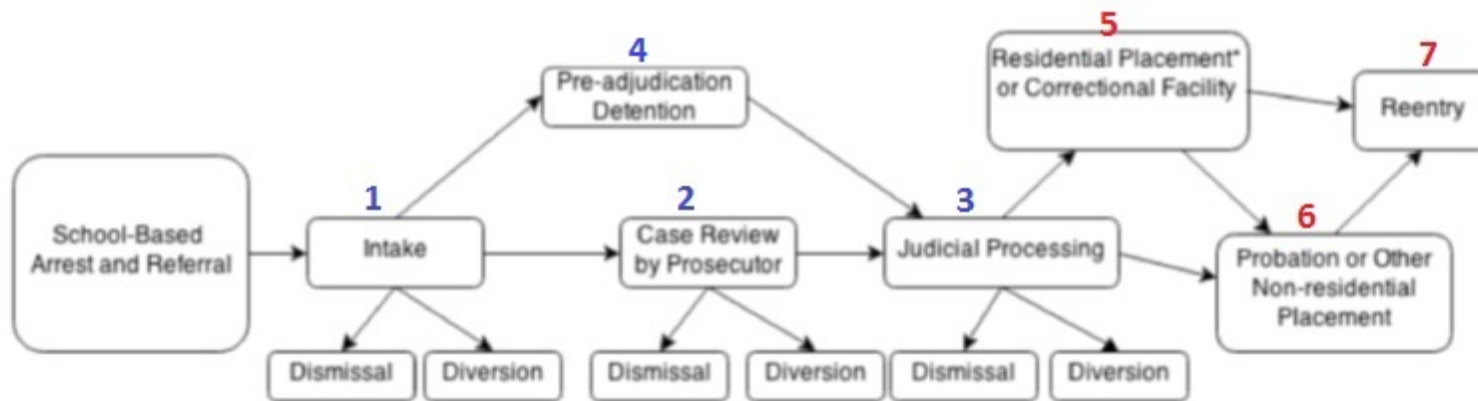 5
Residential Placement*
or Correctional Facility
7
Reentry
4
Pre-adjudication
Detention
School-Based
Arrest and Referral
1
Intake
2
Case Review
by Prosecutor
3
Judicial Processing
6
Probation or Other
Non-residential
Placement
Dismissal
Diversion
Dismissal
Diversion
Dismissal
Diversion